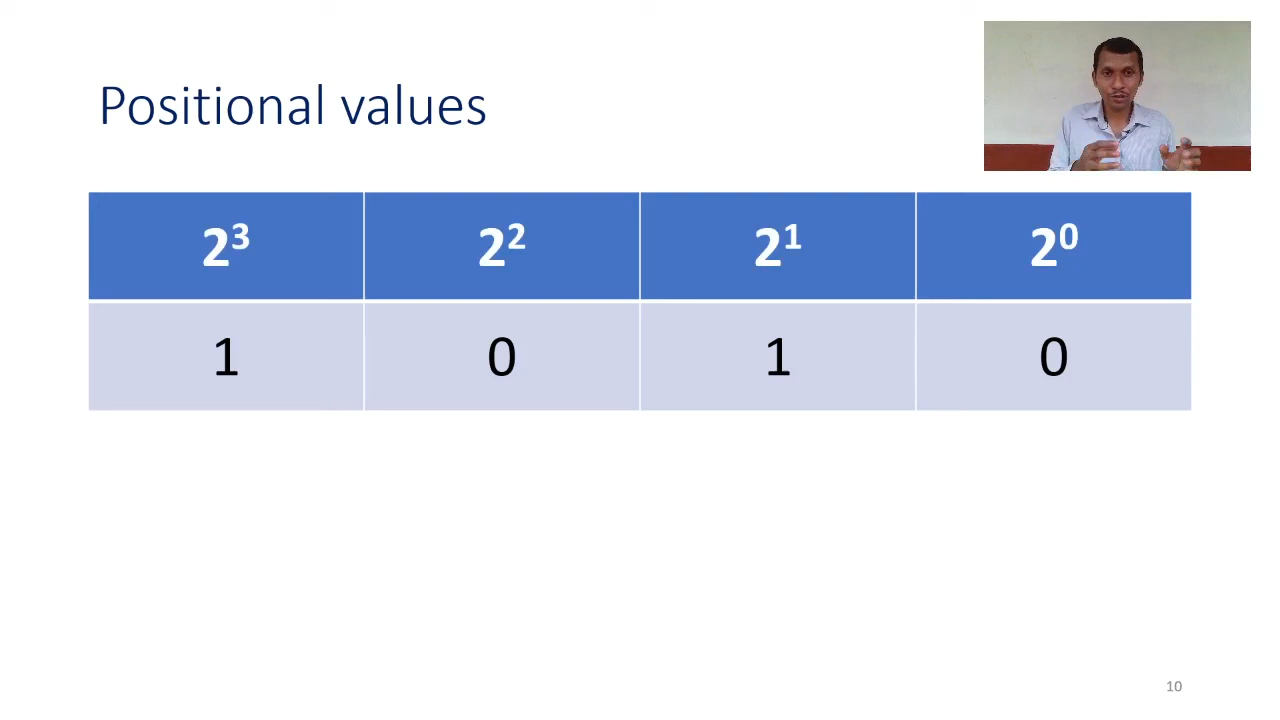 Positional values
2³ 2² 2¹ 2⁰
1 0 1 0
10